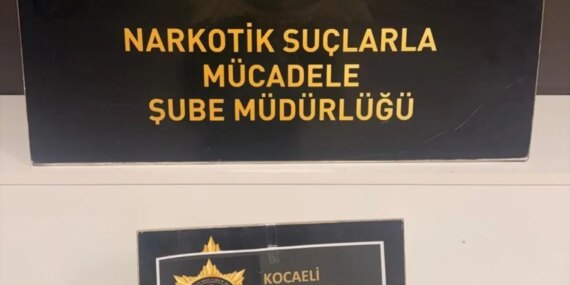 NARKOTİK SUÇLARLA
MÜCADELE
ŞUBE MÜDÜRLÜĞÜ
KOCAELİ